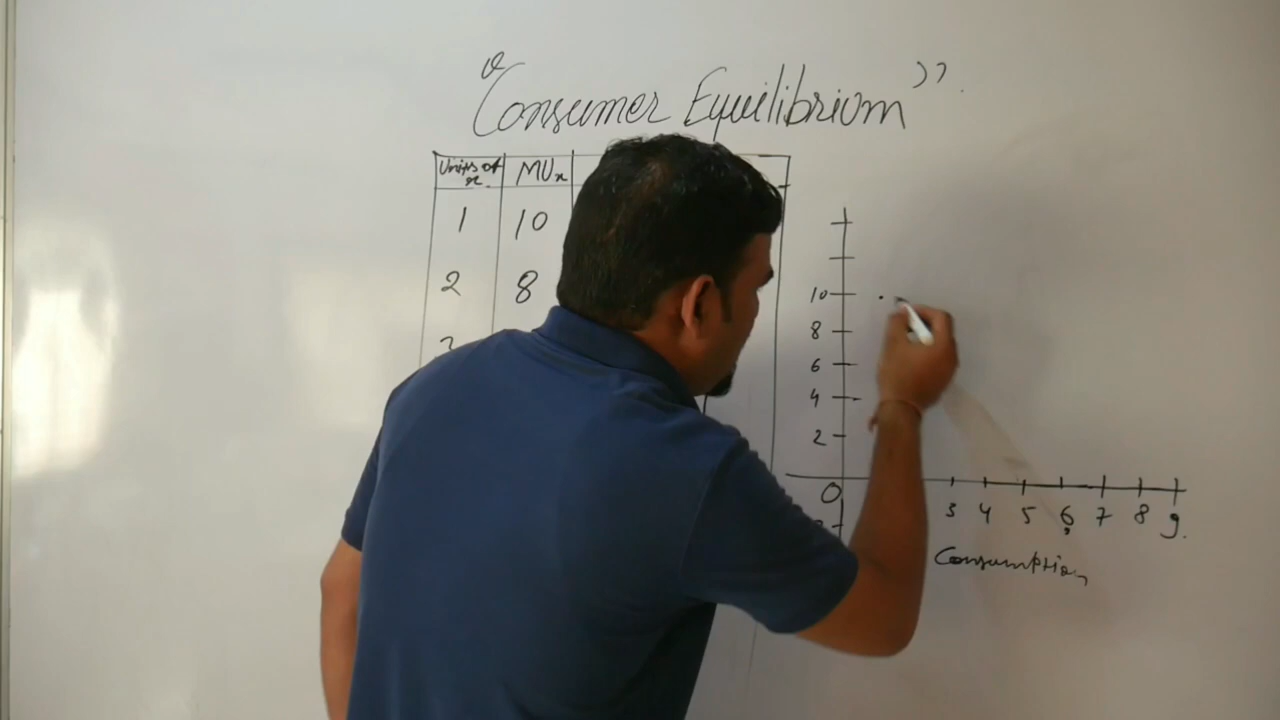 "Consumer Equilibrium".
Units of x MUx
1 10
2 8
3
10
8
6
4
2
0
3 4 5 6 7 8 9
Consumption